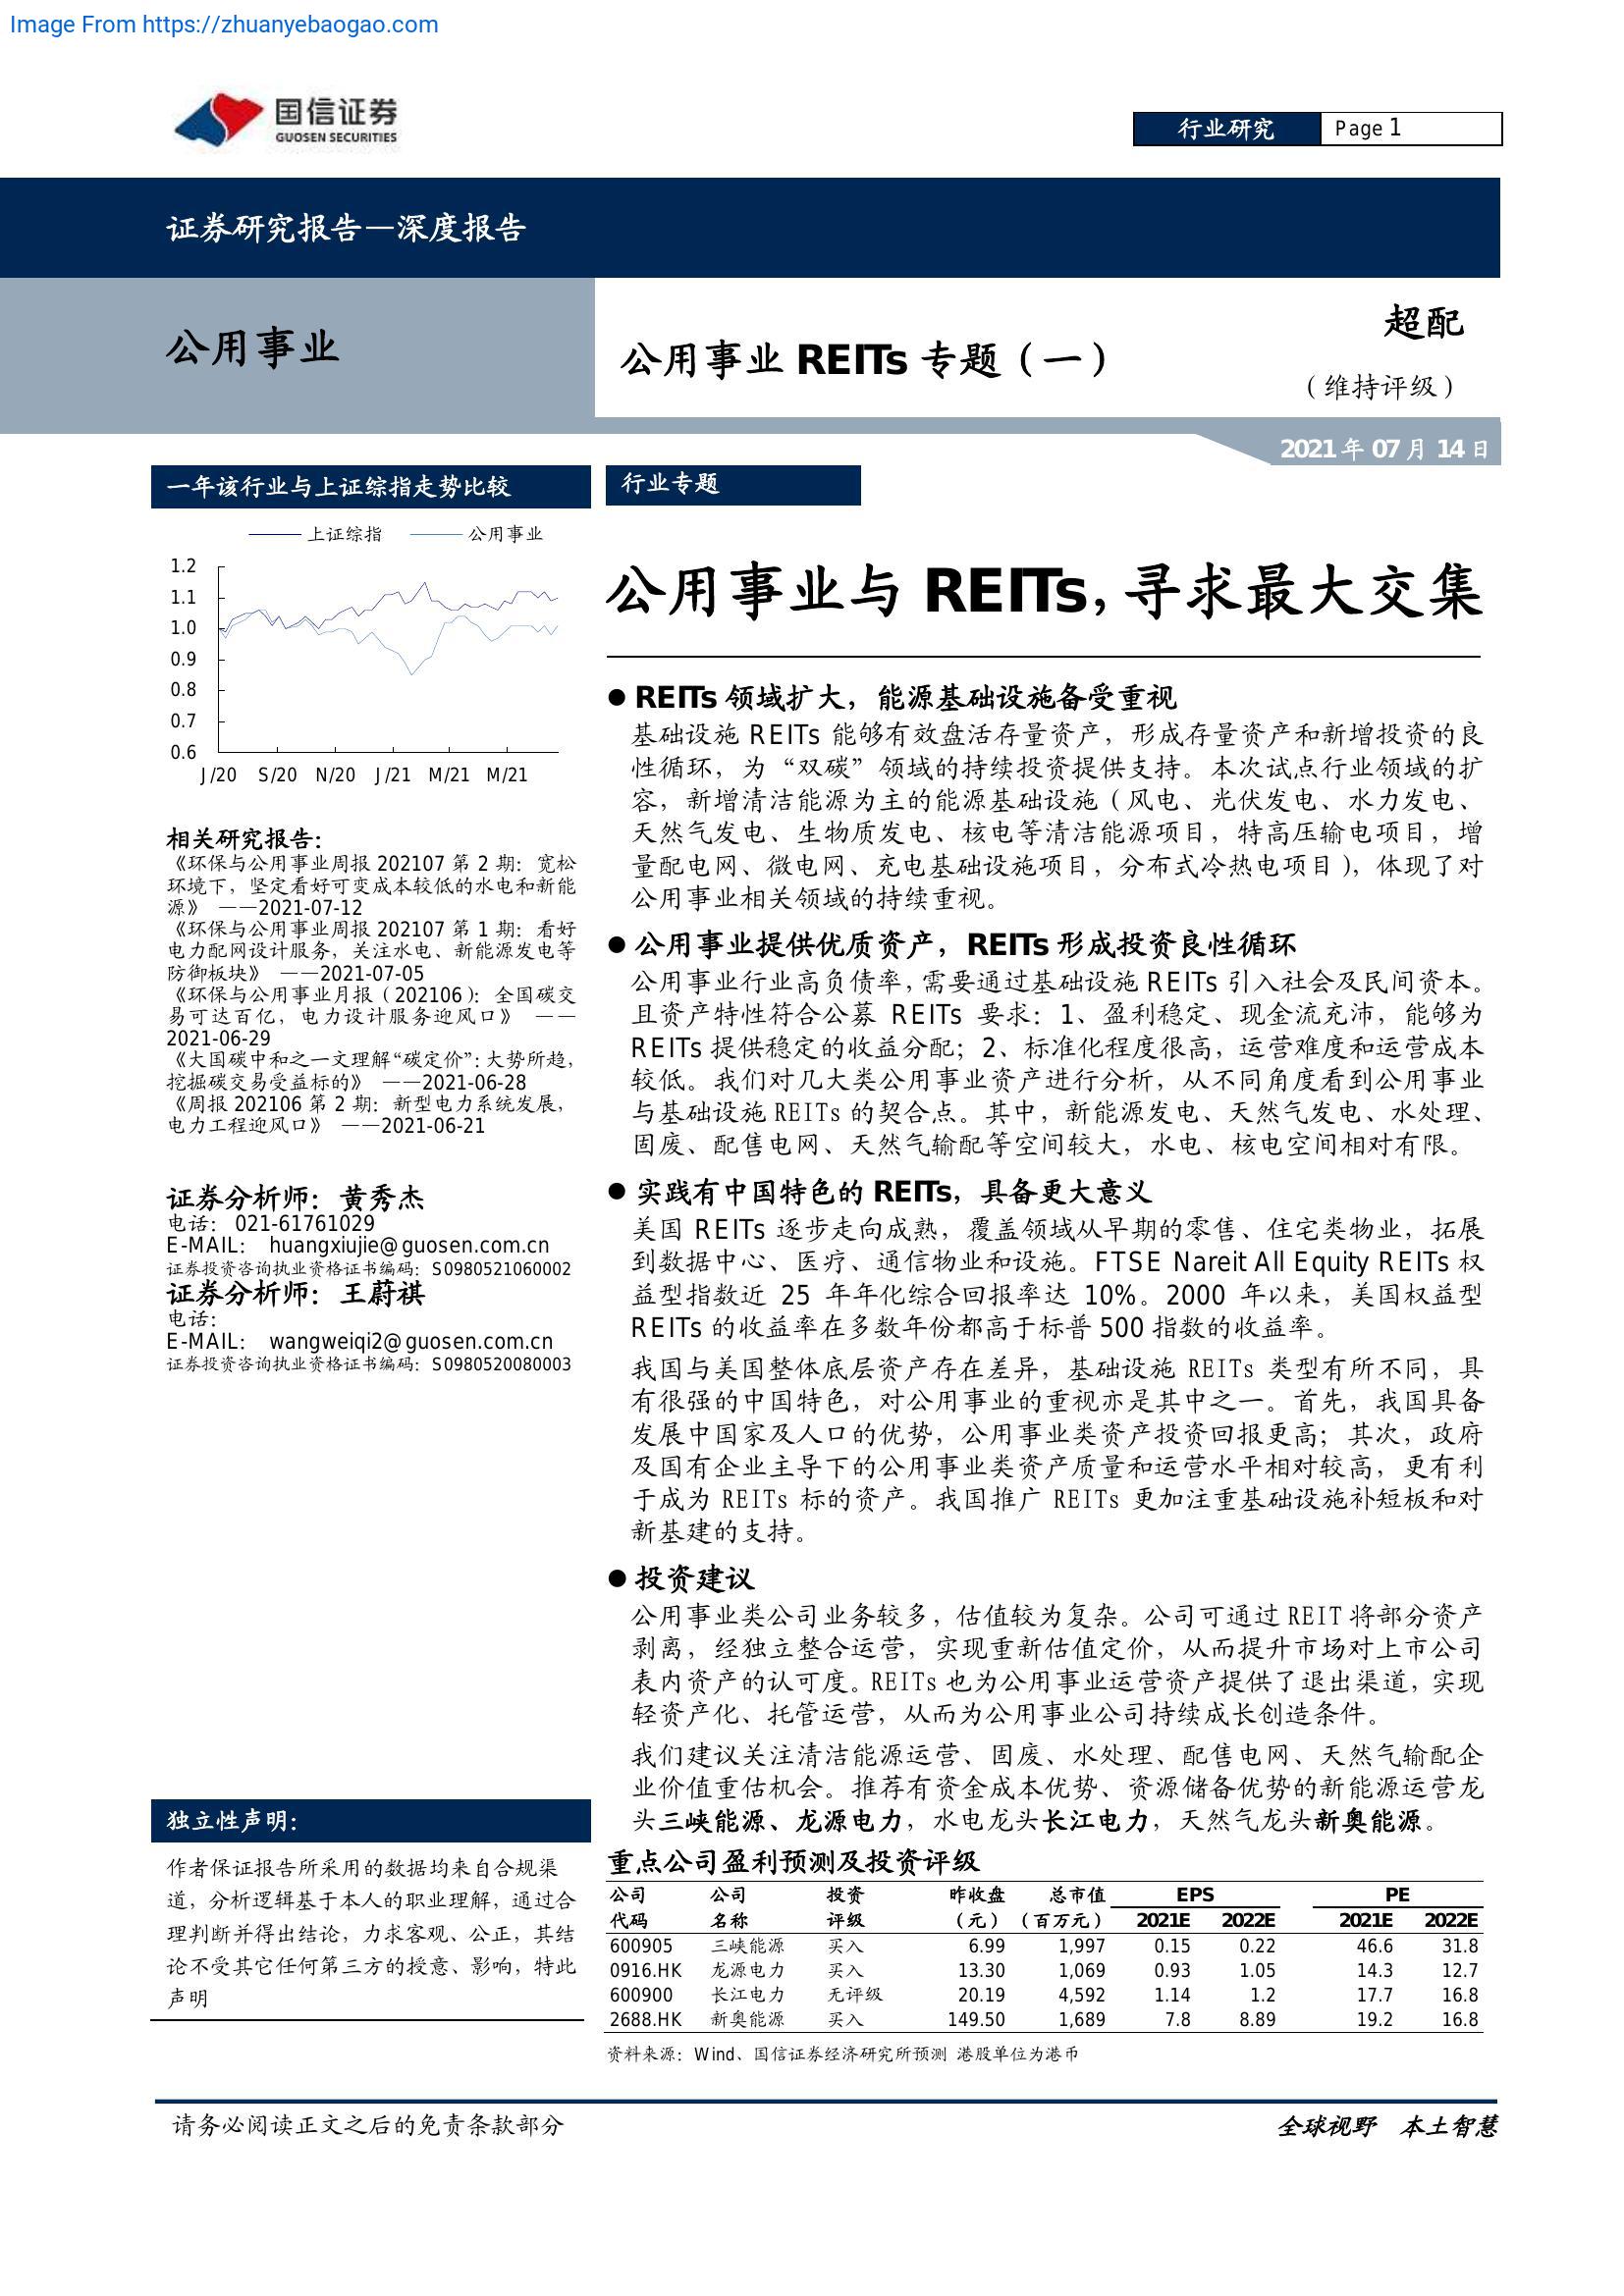 Image From https://zhuanyebaogao.com
国信证券
GUOSEN SECURITIES
行业研究 Page 1
证券研究报告—深度报告
公用事业
公用事业 REITs 专题（一）
超配
（维持评级）
2021 年 07 月 14 日
一年该行业与上证综指走势比较
上证综指 公用事业
1.2
1.1
1.0
0.9
0.8
0.7
0.6
J/20 S/20 N/20 J/21 M/21 M/21
相关研究报告：
《环保与公用事业周报 202107 第 2 期：宽松
环境下，坚定看好可变成本较低的水电和新能
源》 ——2021-07-12
《环保与公用事业周报 202107 第 1 期：看好
电力配网设计服务，关注水电、新能源发电等
防御板块》 ——2021-07-05
《环保与公用事业月报（202106）：全国碳交
易可达百亿，电力设计服务迎风口》 ——
2021-06-29
《大国碳中和之一文理解“碳定价”：大势所趋，
挖掘碳交易受益标的》 ——2021-06-28
《周报 202106 第 2 期：新型电力系统发展，
电力工程迎风口》 ——2021-06-21
证券分析师：黄秀杰
电话： 021-61761029
E-MAIL： huangxiujie@guosen.com.cn
证券投资咨询执业资格证书编码：S0980521060002
证券分析师：王蔚祺
电话：
E-MAIL： wangweiqi2@guosen.com.cn
证券投资咨询执业资格证书编码：S0980520080003
独立性声明：
作者保证报告所采用的数据均来自合规渠
道，分析逻辑基于本人的职业理解，通过合
理判断并得出结论，力求客观、公正，其结
论不受其它任何第三方的授意、影响，特此
声明
行业专题
公用事业与 REITs，寻求最大交集
● REITs 领域扩大，能源基础设施备受重视
基础设施 REITs 能够有效盘活存量资产，形成存量资产和新增投资的良
性循环，为“双碳”领域的持续投资提供支持。本次试点行业领域的扩
容，新增清洁能源为主的能源基础设施（风电、光伏发电、水力发电、
天然气发电、生物质发电、核电等清洁能源项目，特高压输电项目，增
量配电网、微电网、充电基础设施项目，分布式冷热电项目），体现了对
公用事业相关领域的持续重视。
● 公用事业提供优质资产，REITs 形成投资良性循环
公用事业行业高负债率，需要通过基础设施 REITs 引入社会及民间资本。
且资产特性符合公募 REITs 要求：1、盈利稳定、现金流充沛，能够为
REITs 提供稳定的收益分配；2、标准化程度很高，运营难度和运营成本
较低。我们对几大类公用事业资产进行分析，从不同角度看到公用事业
与基础设施 REITs 的契合点。其中，新能源发电、天然气发电、水处理、
固废、配售电网、天然气输配等空间较大，水电、核电空间相对有限。
● 实践有中国特色的 REITs，具备更大意义
美国 REITs 逐步走向成熟，覆盖领域从早期的零售、住宅类物业，拓展
到数据中心、医疗、通信物业和设施。FTSE Nareit All Equity REITs 权
益型指数近 25 年年化综合回报率达 10%。2000 年以来，美国权益型
REITs 的收益率在多数年份都高于标普 500 指数的收益率。
我国与美国整体底层资产存在差异，基础设施 REITs 类型有所不同，具
有很强的中国特色，对公用事业的重视亦是其中之一。首先，我国具备
发展中国家及人口的优势，公用事业类资产投资回报更高；其次，政府
及国有企业主导下的公用事业类资产质量和运营水平相对较高，更有利
于成为 REITs 标的资产。我国推广 REITs 更加注重基础设施补短板和对
新基建的支持。
● 投资建议
公用事业类公司业务较多，估值较为复杂。公司可通过 REIT 将部分资产
剥离，经独立整合运营，实现重新估值定价，从而提升市场对上市公司
表内资产的认可度。REITs 也为公用事业运营资产提供了退出渠道，实现
轻资产化、托管运营，从而为公用事业公司持续成长创造条件。
我们建议关注清洁能源运营、固废、水处理、配售电网、天然气输配企
业价值重估机会。推荐有资金成本优势、资源储备优势的新能源运营龙
头三峡能源、龙源电力，水电龙头长江电力，天然气龙头新奥能源。
重点公司盈利预测及投资评级
公司 公司 投资 昨收盘 总市值 EPS PE
代码 名称 评级 （元） （百万元） 2021E 2022E 2021E 2022E
600905 三峡能源 买入 6.99 1,997 0.15 0.22 46.6 31.8
0916.HK 龙源电力 买入 13.30 1,069 0.93 1.05 14.3 12.7
600900 长江电力 无评级 20.19 4,592 1.14 1.2 17.7 16.8
2688.HK 新奥能源 买入 149.50 1,689 7.8 8.89 19.2 16.8
资料来源：Wind、国信证券经济研究所预测 港股单位为港币
请务必阅读正文之后的免责条款部分
全球视野 本土智慧